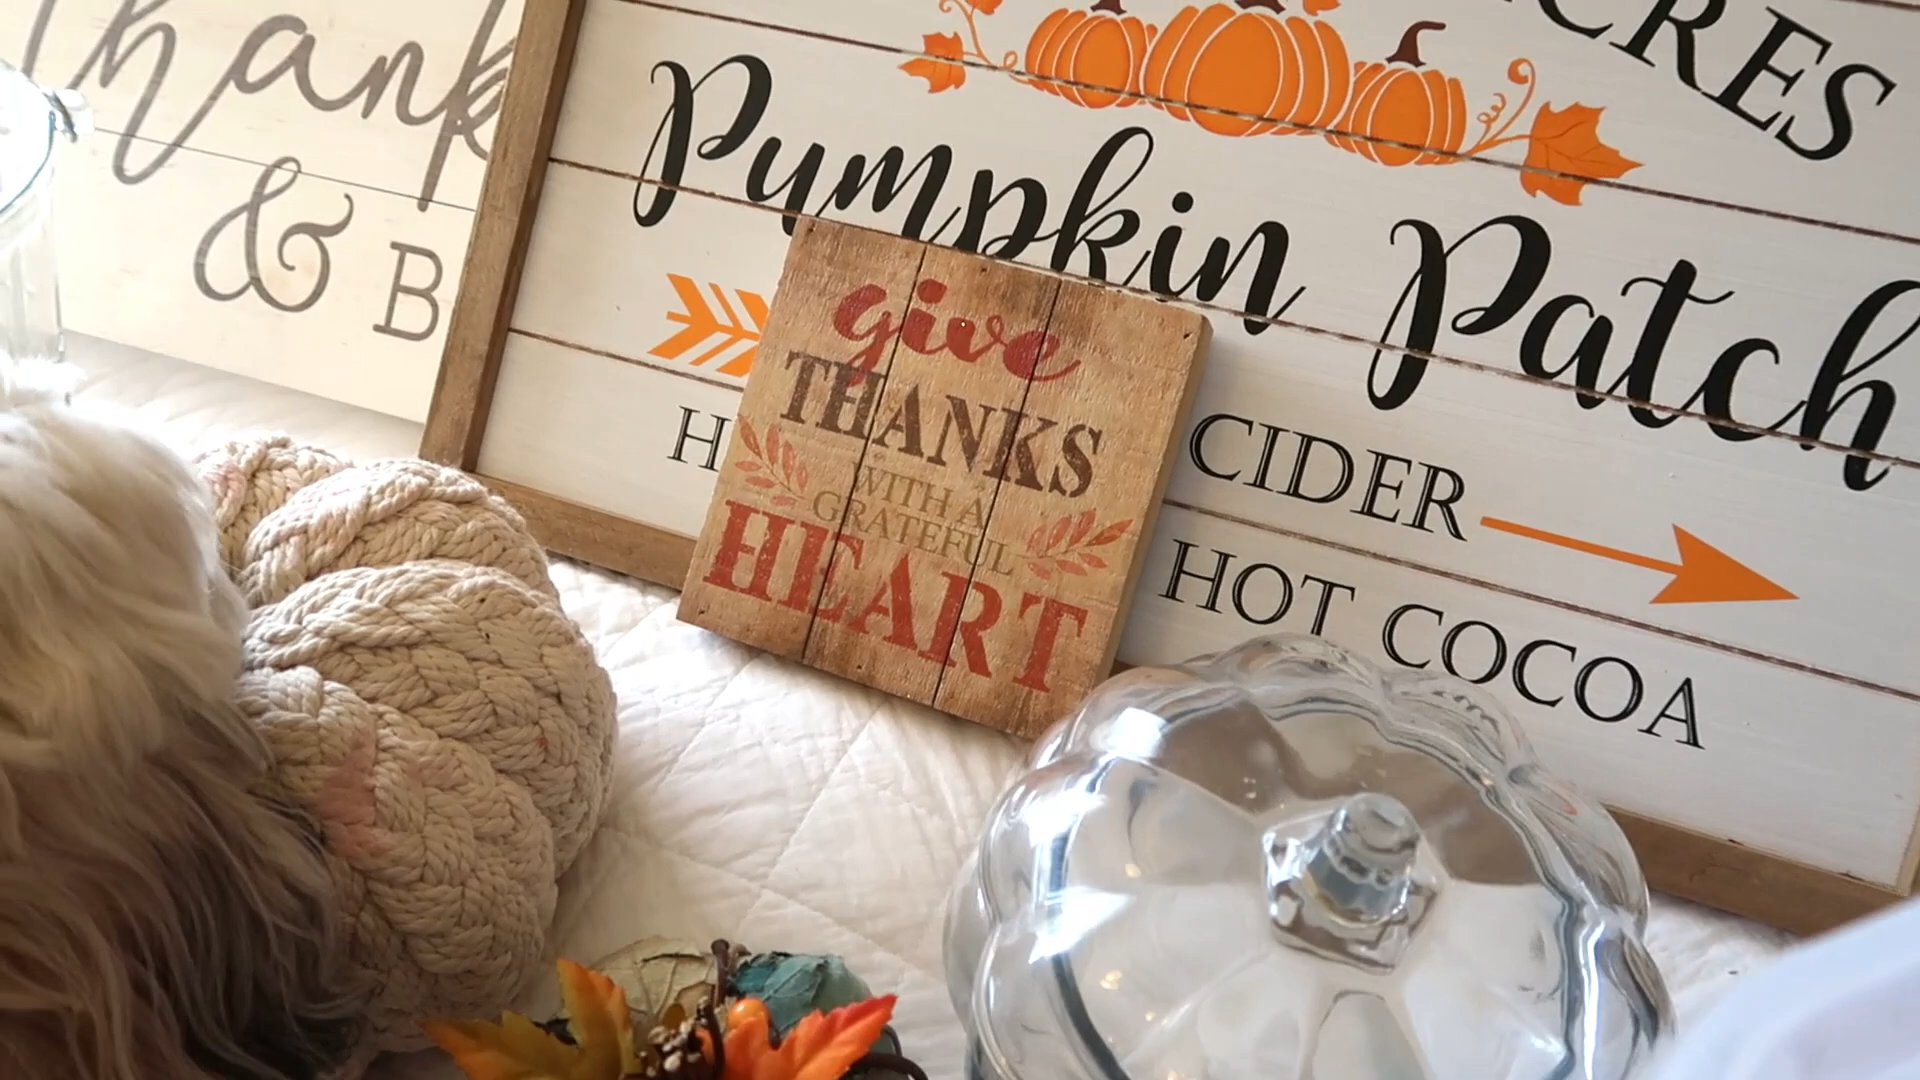 Thank
& B
CRES
Pumpkin Patch
H
CIDER
HOT COCOA
give
THANKS
WITH A
GRATEFUL
HEART